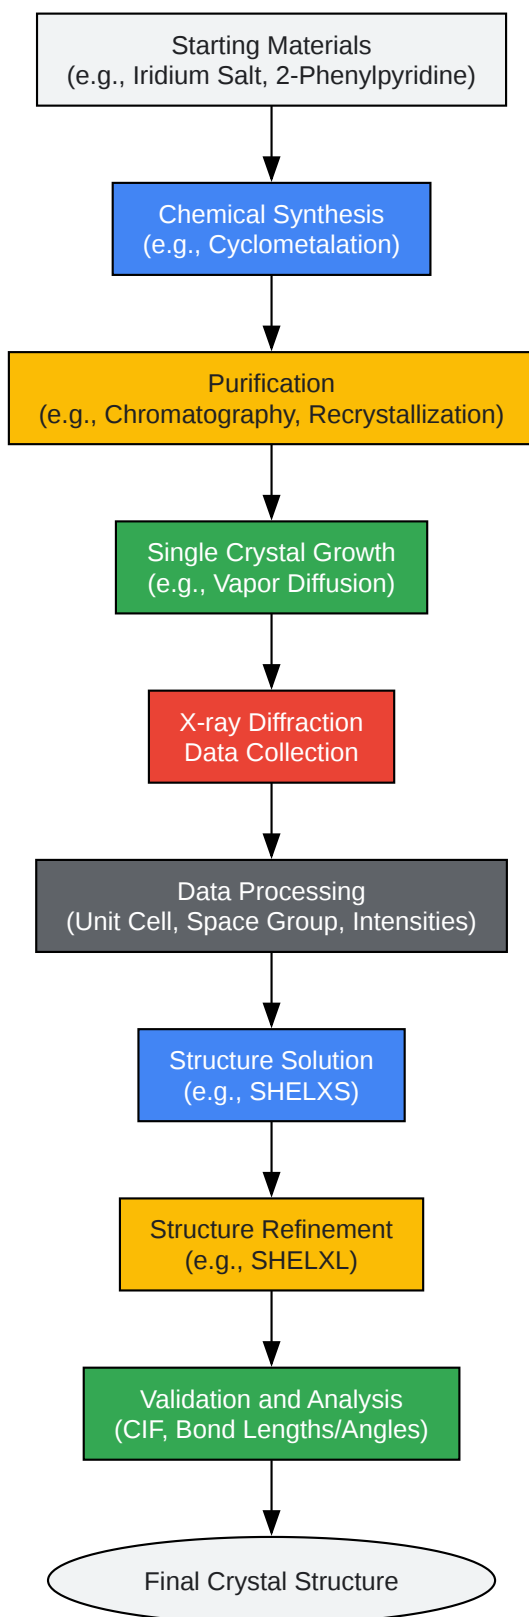 Starting Materials
(e.g., Iridium Salt, 2-Phenylpyridine)
Chemical Synthesis
(e.g., Cyclometalation)
Purification
(e.g., Chromatography, Recrystallization)
Single Crystal Growth
(e.g., Vapor Diffusion)
X-ray Diffraction
Data Collection
Data Processing
(Unit Cell, Space Group, Intensities)
Structure Solution
(e.g., SHELXS)
Structure Refinement
(e.g., SHELXL)
Validation and Analysis
(CIF, Bond Lengths/Angles)
Final Crystal Structure